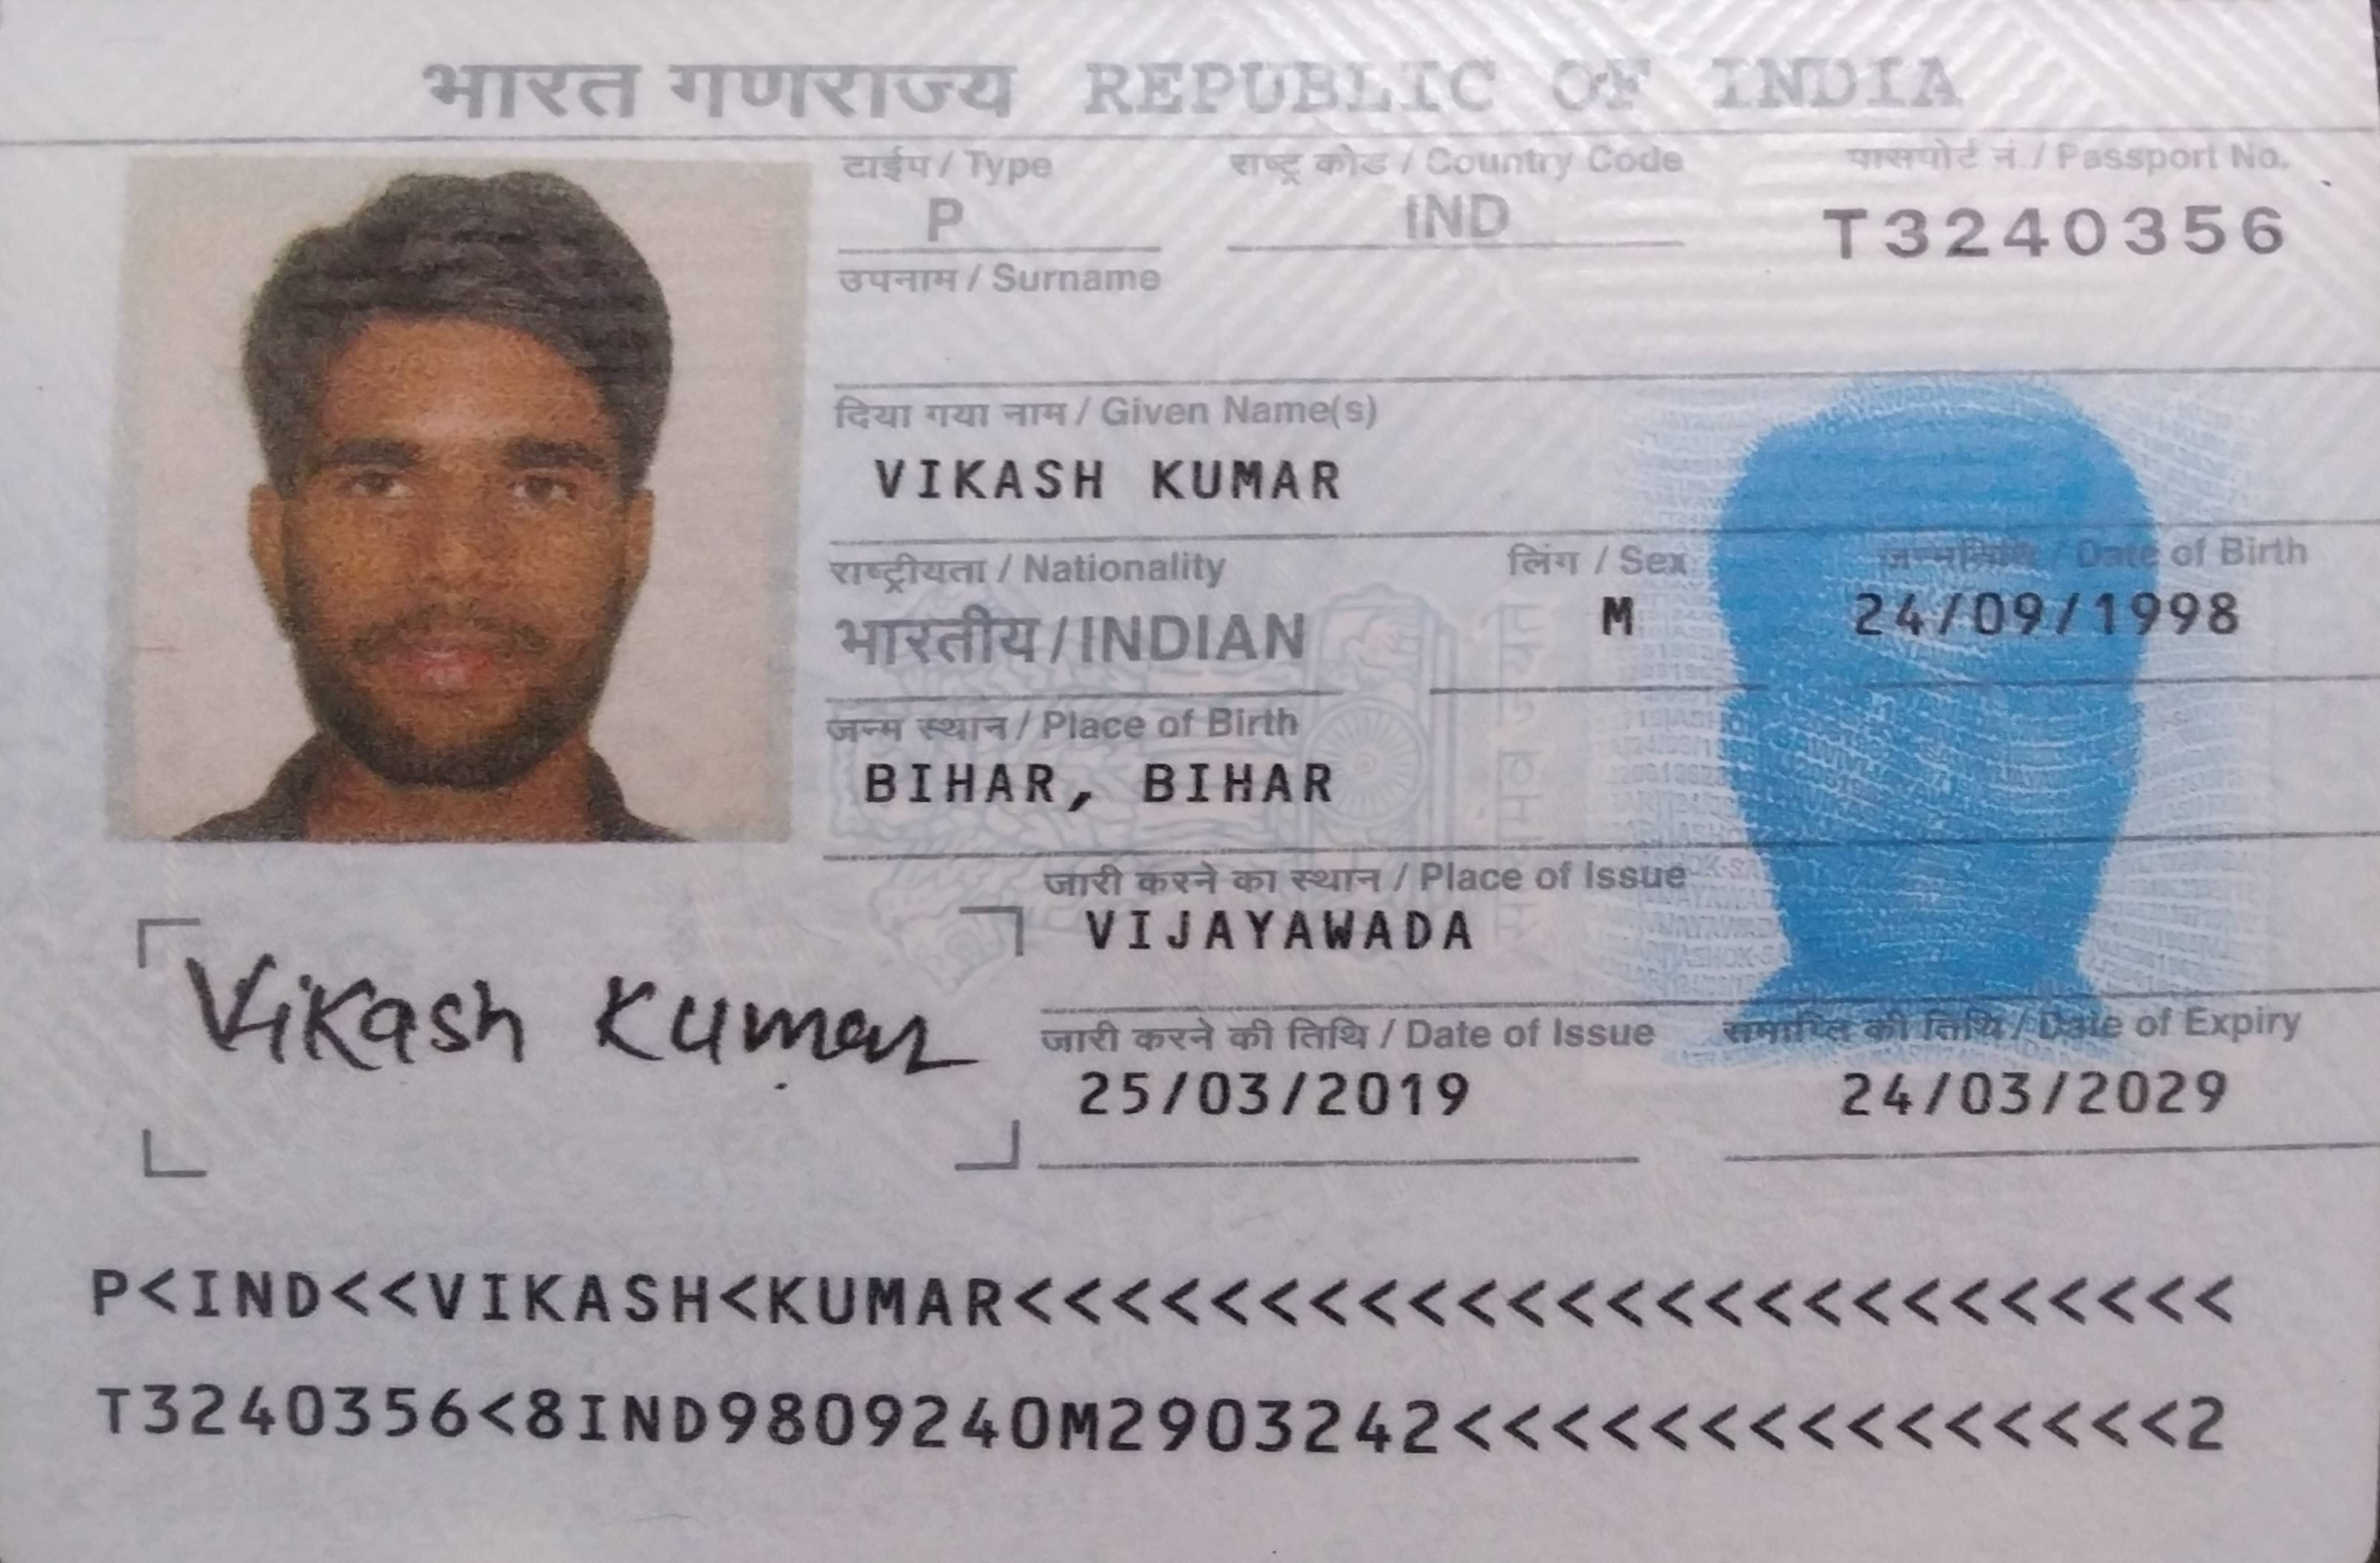 भारत गणराज्य REPUBLIC OF INDIA
टाईप / Type राष्ट्र कोड / Country Code पासपोर्ट नं. / Passport No.
P IND T3240356
उपनाम / Surname
दिया गया नाम / Given Name(s)
VIKASH KUMAR
राष्ट्रीयता / Nationality लिंग / Sex जन्मतिथि / Date of Birth
भारतीय / INDIAN M 24/09/1998
जन्म स्थान / Place of Birth
BIHAR, BIHAR
जारी करने का स्थान / Place of Issue
VIJAYAWADA
Vikash Kumar
जारी करने की तिथि / Date of Issue समाप्ति की तिथि / Date of Expiry
25/03/2019 24/03/2029
P<IND<<VIKASH<KUMAR<<<<<<<<<<<<<<<<<<<<<<<<<
T3240356<8IND9809240M2903242<<<<<<<<<<<<<<<2